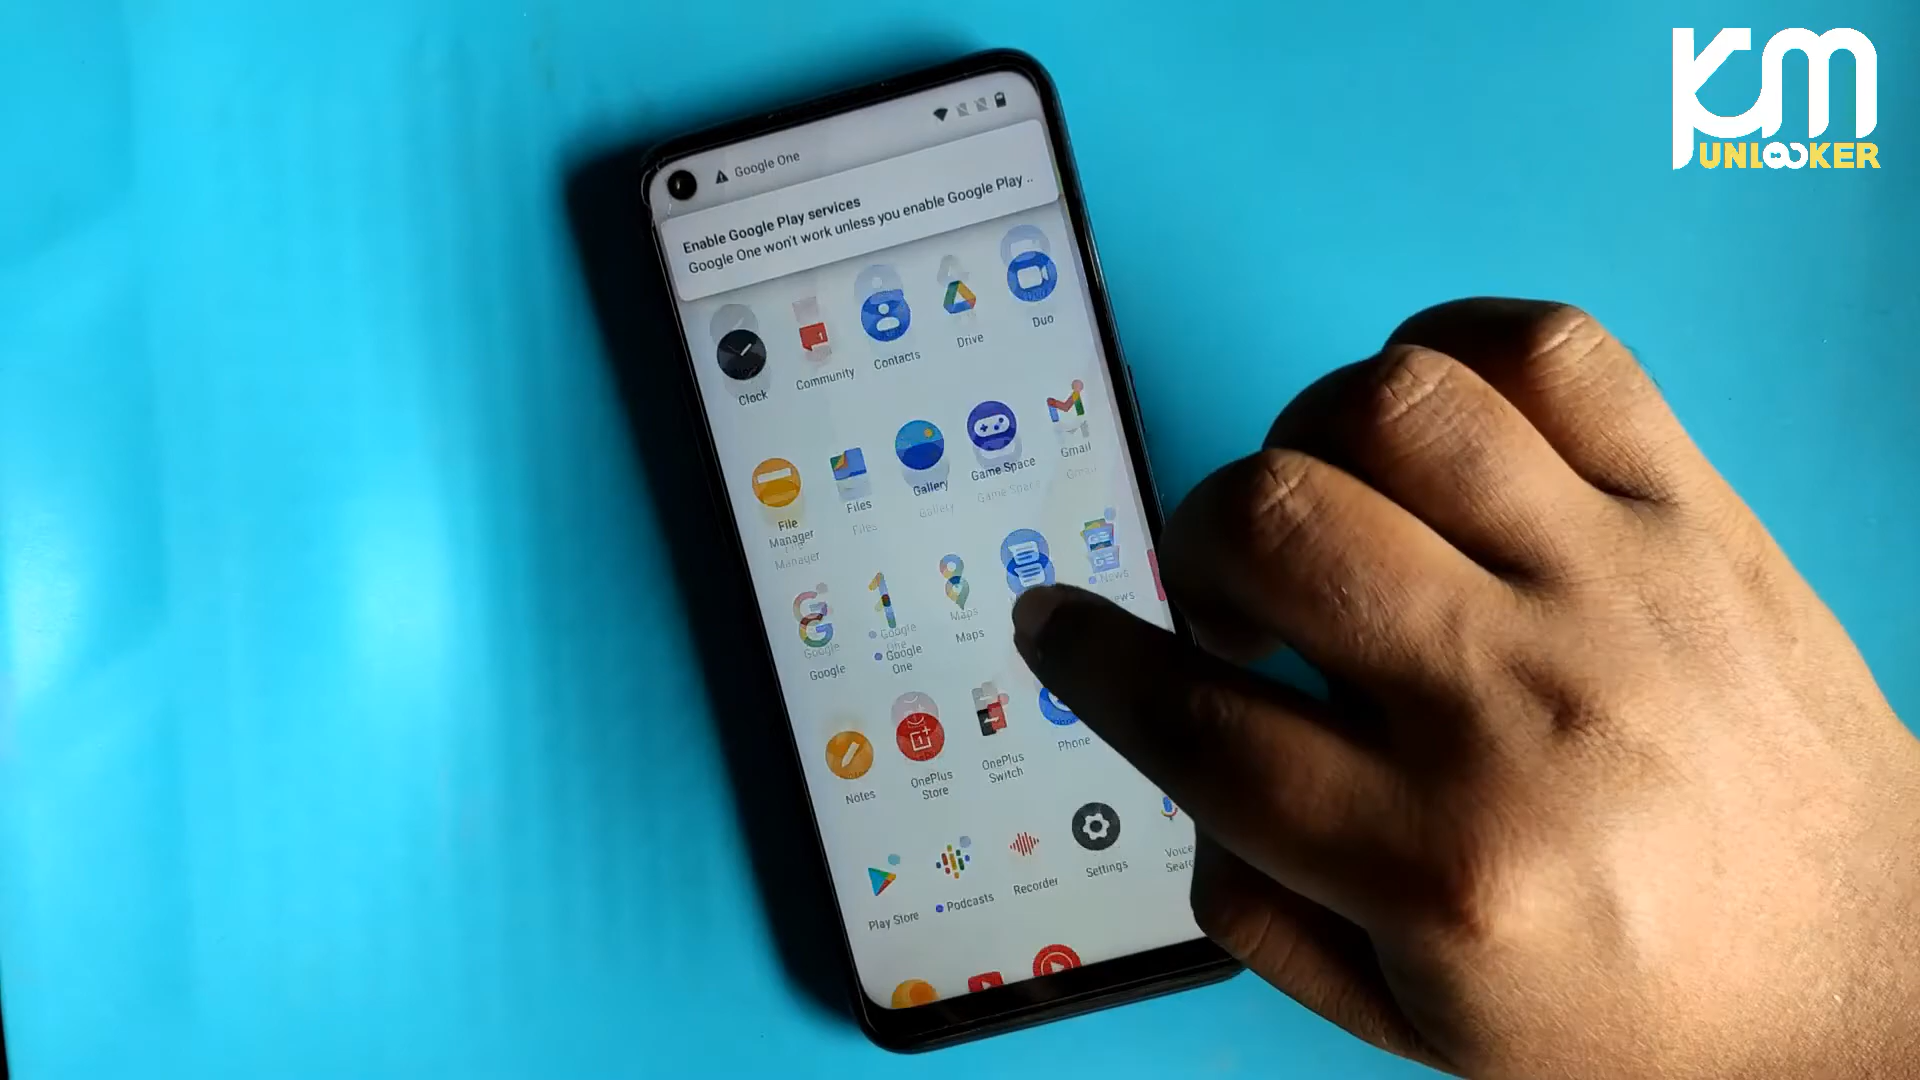 KM
UNLOCKER
Google One
Enable Google Play services
Google One won't work unless you enable Google Play ..
Clock
Community
Contacts
Drive
Duo
File
Manager
Files
Gallery
Game Space
Gmail
Google
Google
One
Maps
News
Notes
OnePlus
Store
OnePlus
Switch
Phone
Play Store
Podcasts
Recorder
Settings
Voice